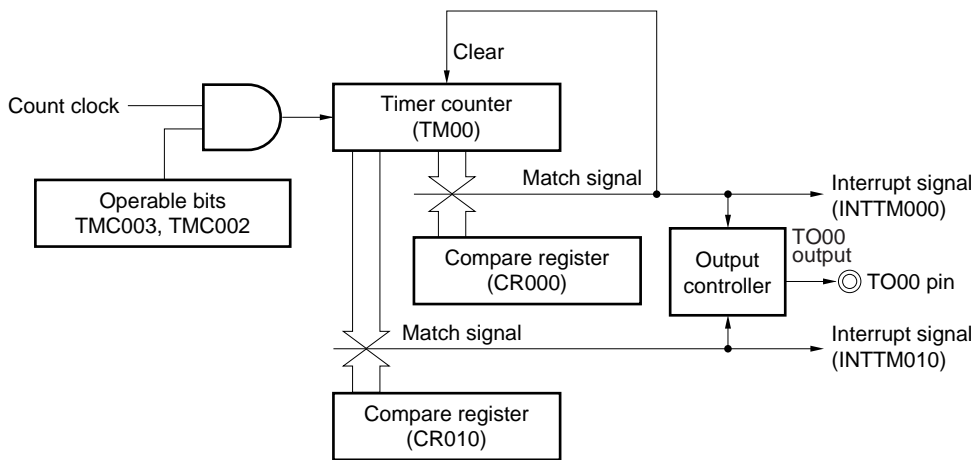 Clear
Count clock
Timer counter
(TM00)
Operable bits
TMC003, TMC002
Match signal
Interrupt signal
(INTTM000)
Compare register
(CR000)
Output
controller
TO00
output
TO00 pin
Match signal
Interrupt signal
(INTTM010)
Compare register
(CR010)